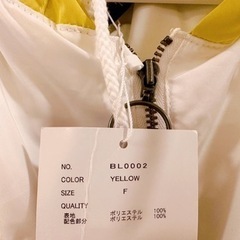 NO. BL0002
COLOR YELLOW
SIZE F
QUALITY
表地 ポリエステル 100%
配色部分 ポリエステル 100%